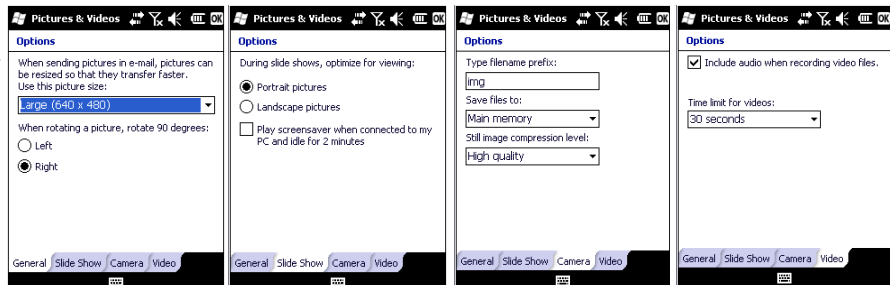 Pictures & Videos OK
Options
When sending pictures in e-mail, pictures can
be resized so that they transfer faster.
Use this picture size:
Large (640 x 480)
When rotating a picture, rotate 90 degrees:
Left
Right
General Slide Show Camera Video
Pictures & Videos OK
Options
During slide shows, optimize for viewing:
Portrait pictures
Landscape pictures
Play screensaver when connected to my
PC and idle for 2 minutes
General Slide Show Camera Video
Pictures & Videos OK
Options
Type filename prefix:
img
Save files to:
Main memory
Still image compression level:
High quality
General Slide Show Camera Video
Pictures & Videos OK
Options
Include audio when recording video files.
Time limit for videos:
30 seconds
General Slide Show Camera Video